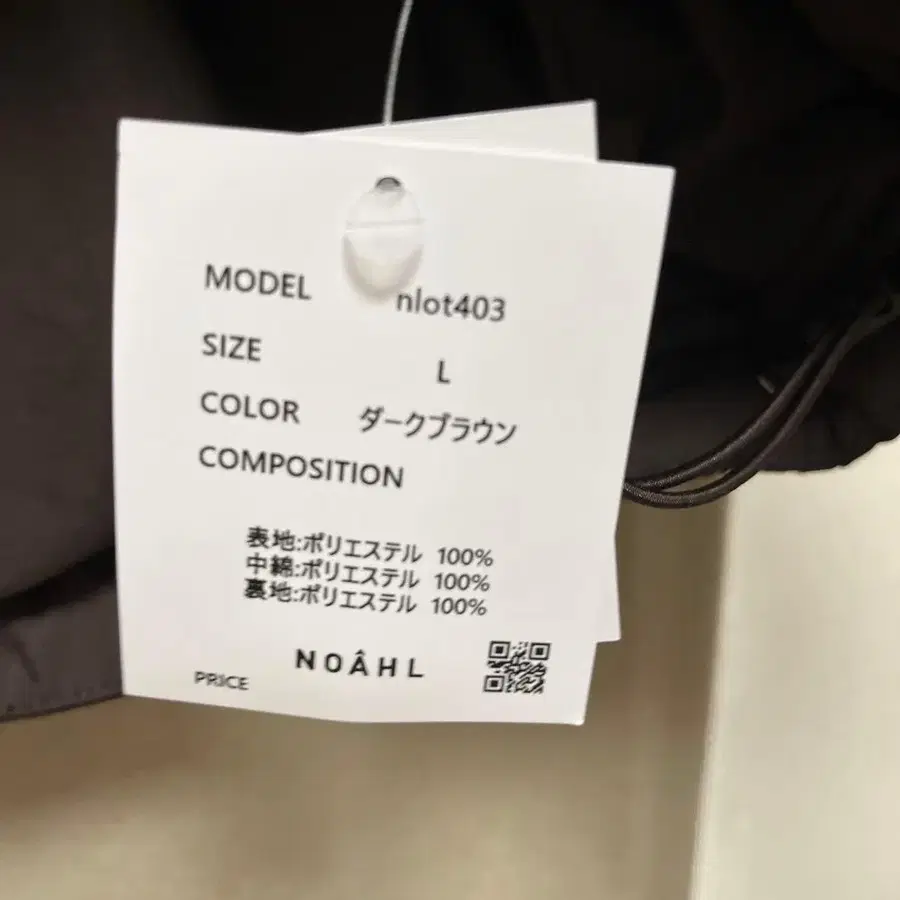 MODEL nlot403
SIZE L
COLOR ダークブラウン
COMPOSITION
表地:ポリエステル 100%
中綿:ポリエステル 100%
裏地:ポリエステル 100%
NOÂHL
PRICE